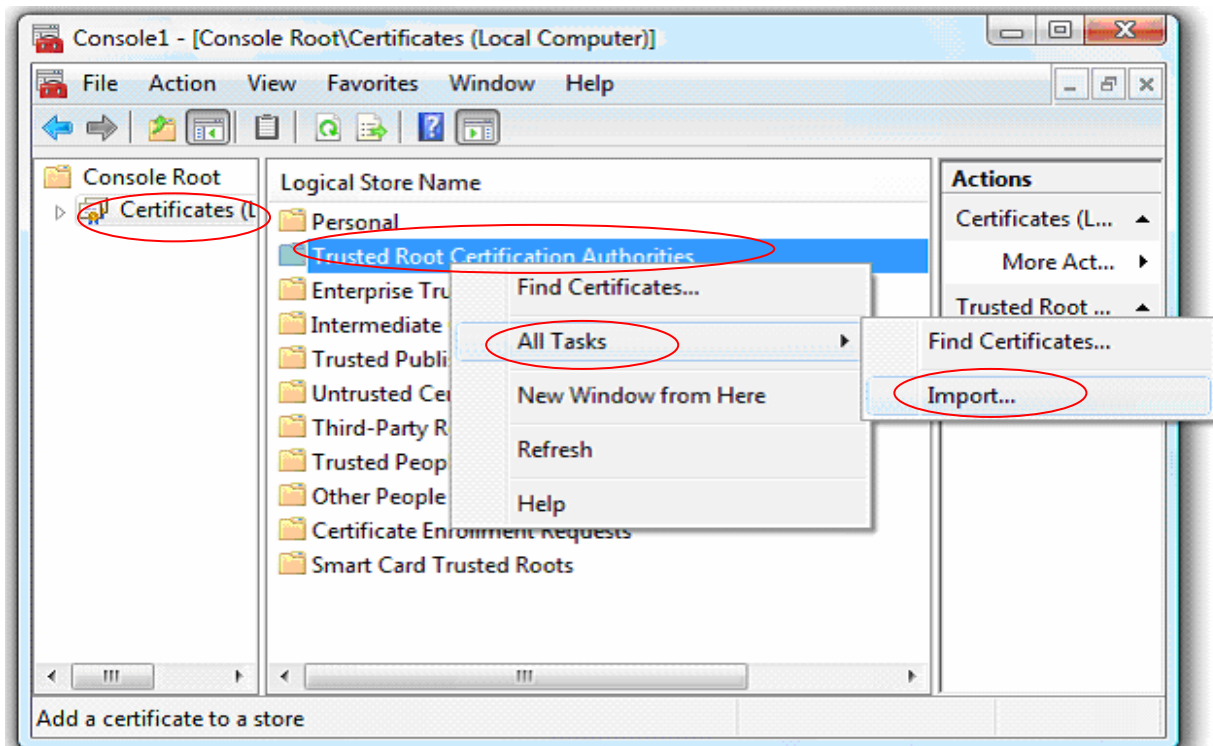 Console1 - [Console Root\Certificates (Local Computer)]
File Action View Favorites Window Help
Console Root
Certificates (L
Logical Store Name
Personal
Trusted Root Certification Authorities
Enterprise Tru
Intermediate
Trusted Publi
Untrusted Cer
Third-Party R
Trusted Peop
Other People
Certificate Enrollment Requests
Smart Card Trusted Roots
Find Certificates...
All Tasks
New Window from Here
Refresh
Help
Actions
Certificates (L...
More Act...
Trusted Root ...
Find Certificates...
Import...
Add a certificate to a store